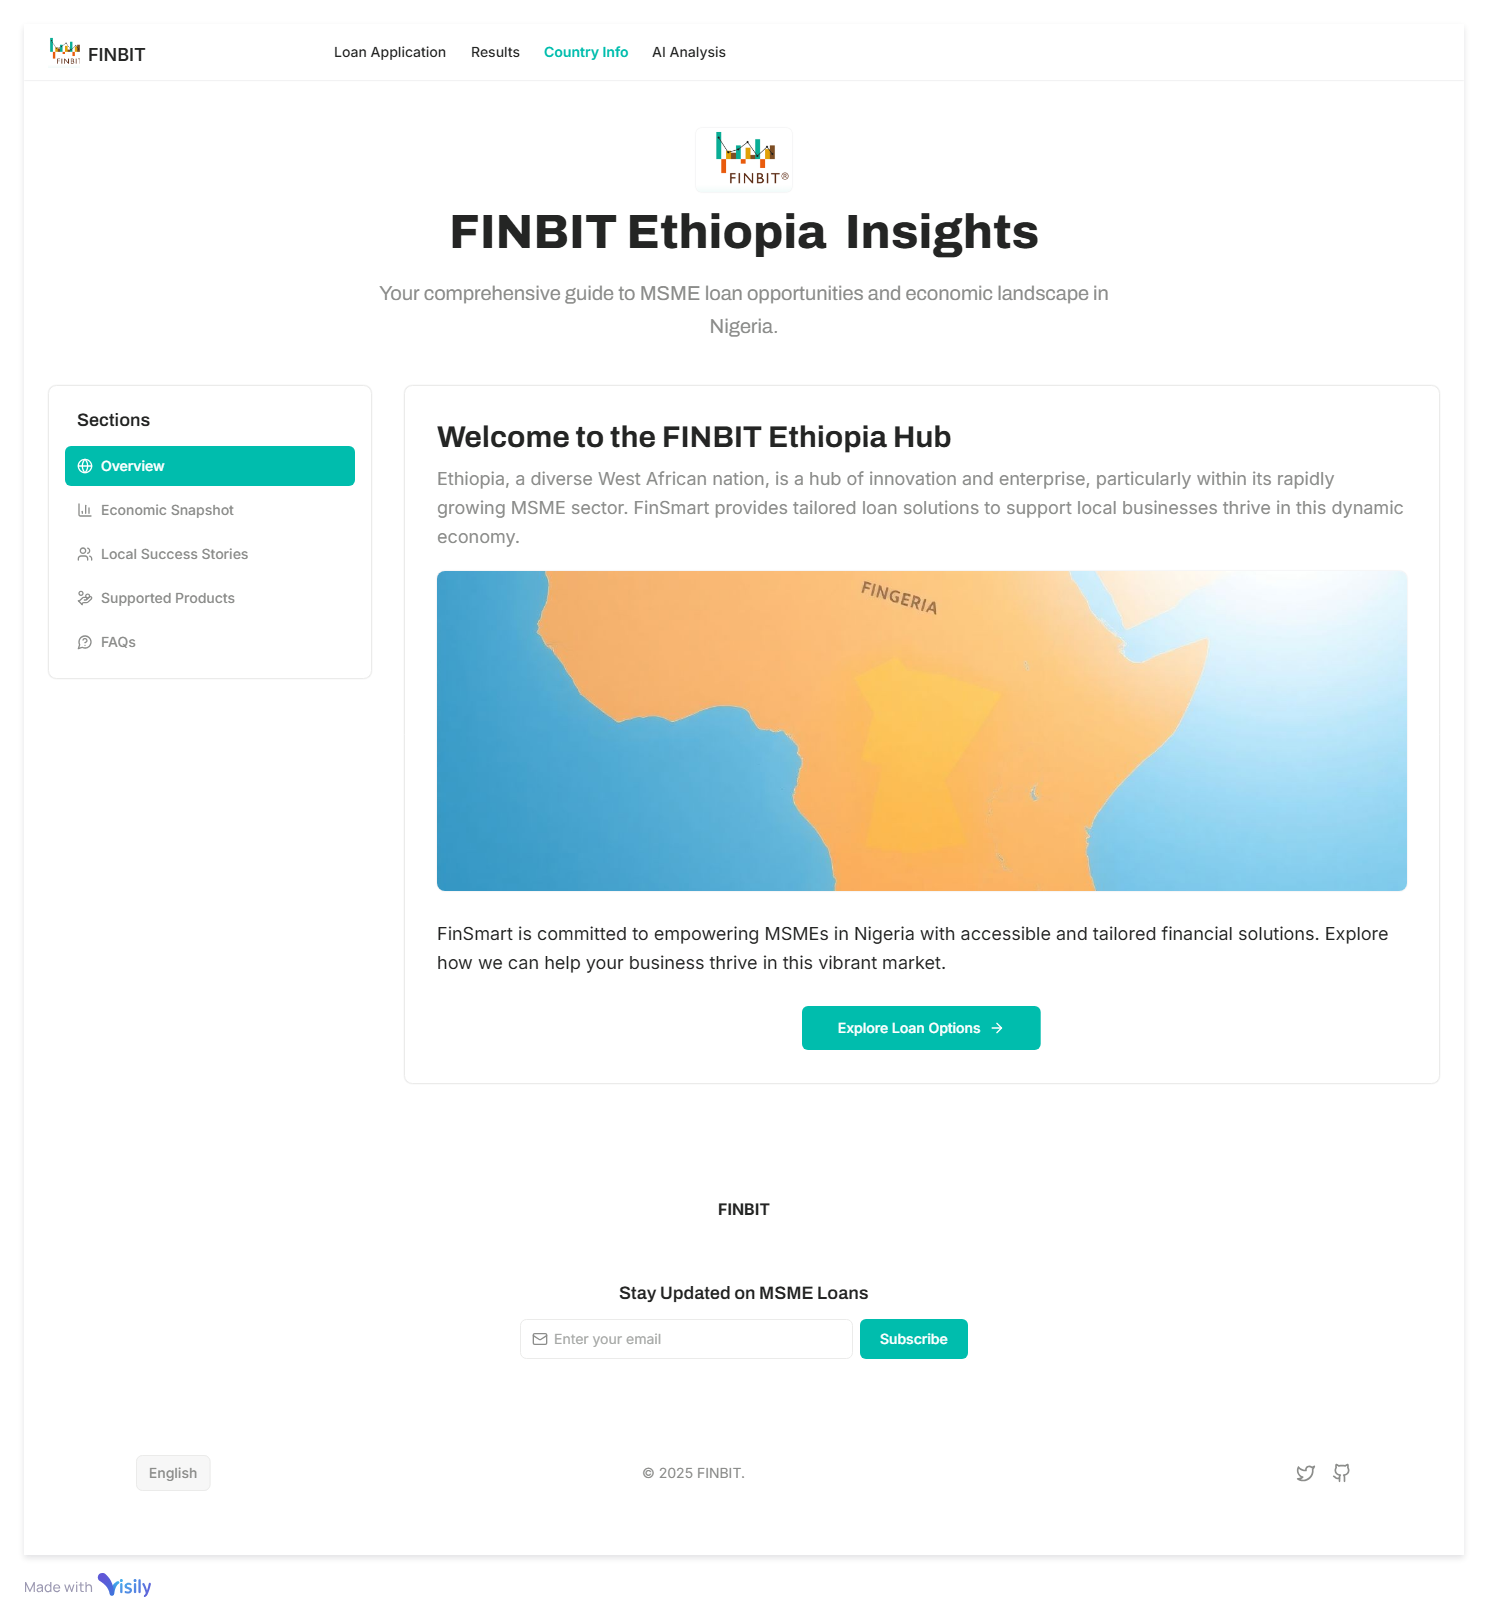 FINBIT
FINBIT
Loan Application
Results
Country Info
AI Analysis
FINBIT®
FINBIT Ethiopia Insights
Your comprehensive guide to MSME loan opportunities and economic landscape in
Nigeria.
Sections
Overview
Economic Snapshot
Local Success Stories
Supported Products
FAQs
Welcome to the FINBIT Ethiopia Hub
Ethiopia, a diverse West African nation, is a hub of innovation and enterprise, particularly within its rapidly
growing MSME sector. FinSmart provides tailored loan solutions to support local businesses thrive in this dynamic
economy.
FINGERIA
FinSmart is committed to empowering MSMEs in Nigeria with accessible and tailored financial solutions. Explore
how we can help your business thrive in this vibrant market.
Explore Loan Options
FINBIT
Stay Updated on MSME Loans
Enter your email
Subscribe
English
© 2025 FINBIT.
Made with Visily